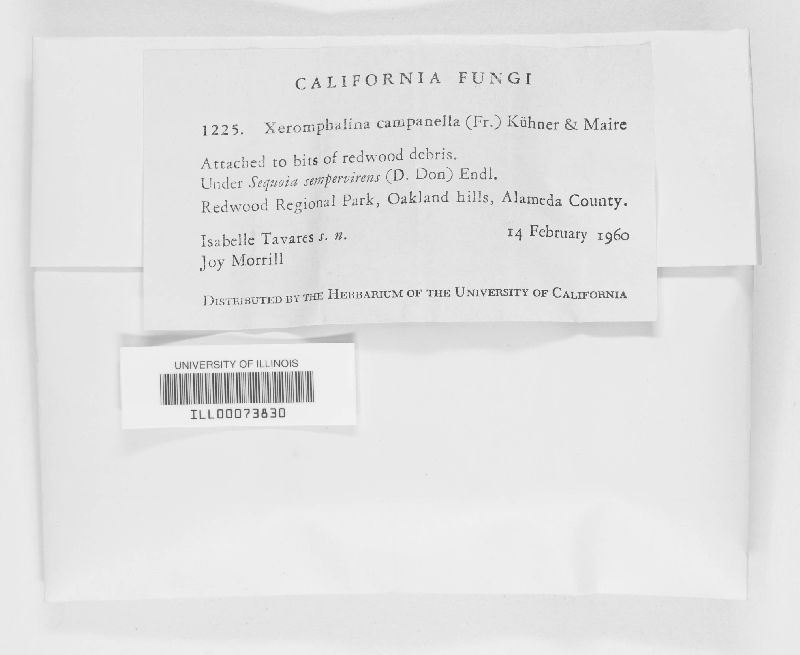 CALIFORNIA FUNGI
1225. Xeromphalina campanella (Fr.) Kühner & Maire
Attached to bits of redwood debris.
Under Sequoia sempervirens (D. Don) Endl.
Redwood Regional Park, Oakland hills, Alameda County.
Isabelle Tavares s. n. 14 February 1960
Joy Morrill
DISTRIBUTED BY THE HERBARIUM OF THE UNIVERSITY OF CALIFORNIA
UNIVERSITY OF ILLINOIS
ILL00073830